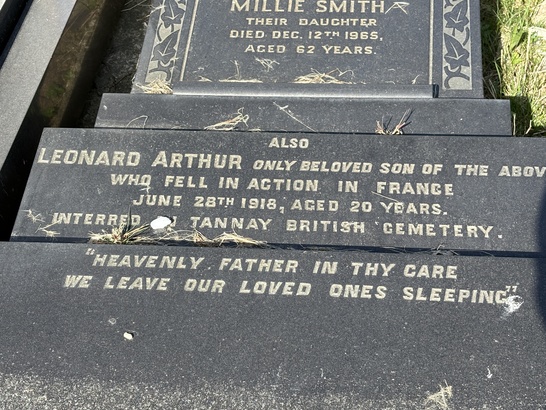 MILLIE SMITH
THEIR DAUGHTER
DIED DEC. 12TH 1965,
AGED 62 YEARS.
ALSO
LEONARD ARTHUR ONLY BELOVED SON OF THE ABOV
WHO FELL IN ACTION IN FRANCE
JUNE 28TH 1918, AGED 20 YEARS.
INTERRED TANNAY BRITISH CEMETERY.
"HEAVENLY FATHER IN THY CARE
WE LEAVE OUR LOVED ONES SLEEPING"